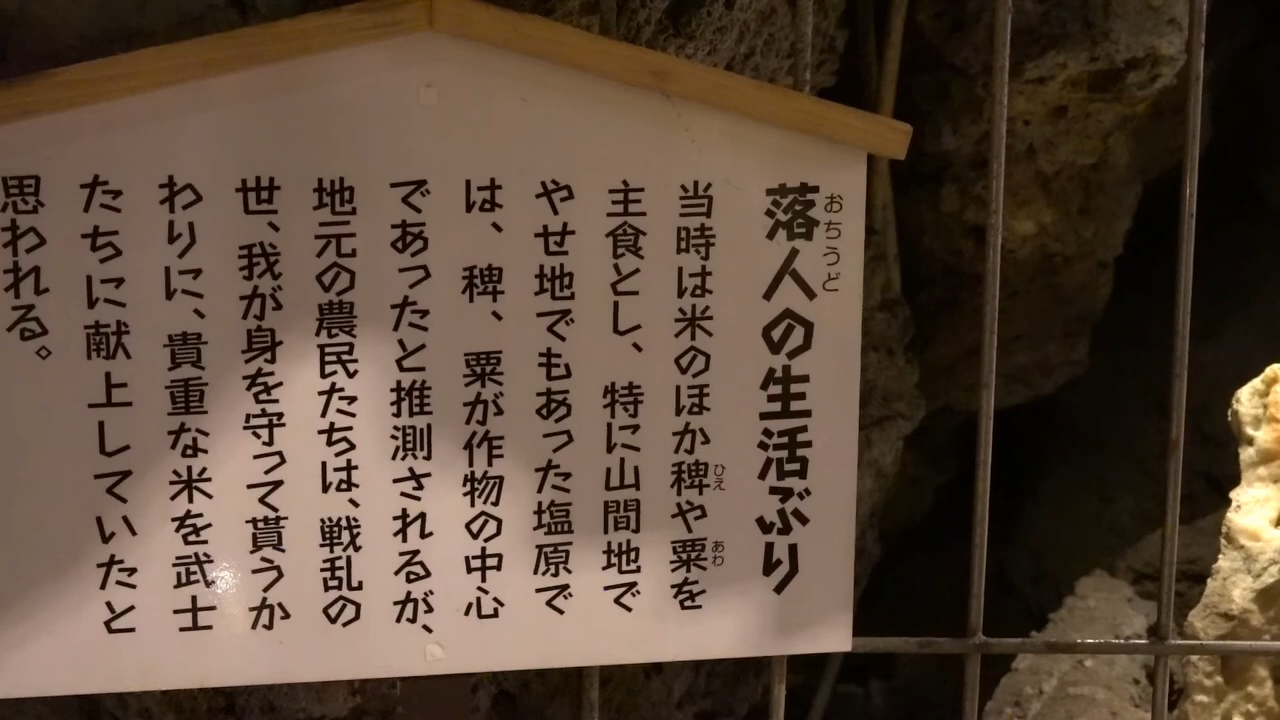 落人の生活ぶり
おちうど
当時は米のほか稗や粟を
ひえ
あわ
主食とし、特に山間地で
やせ地でもあった塩原で
は、稗、粟が作物の中心
であったと推測されるが、
地元の農民たちは、戦乱の
世、我が身を守って貰うか
わりに、貴重な米を武士
たちに献上していたと
思われる。